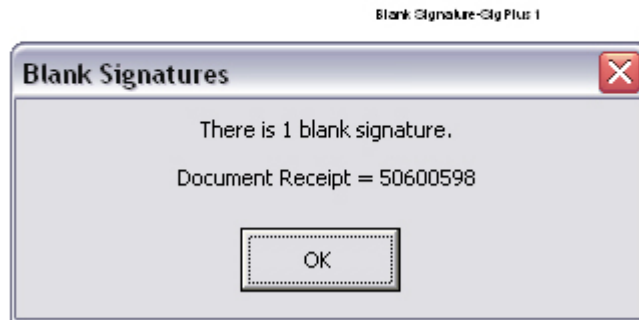 Blank Signature-Sig Plus 1
Blank Signatures
There is 1 blank signature.
Document Receipt = 50600598
OK